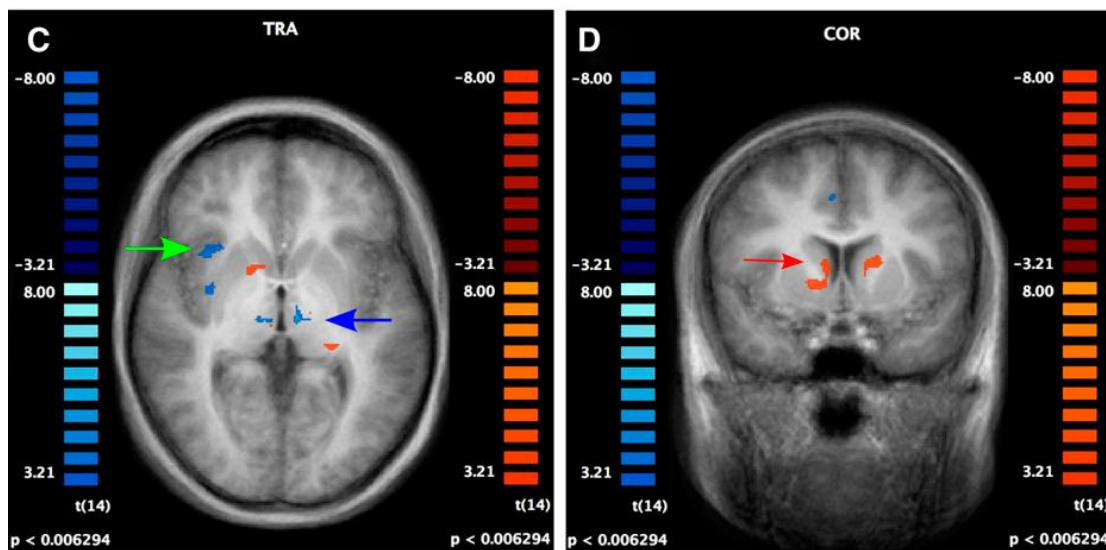 C
TRA
-8.00
-8.00
-3.21
-3.21
8.00
8.00
3.21
3.21
t(14)
t(14)
p < 0.006294
p < 0.006294
D
COR
-8.00
-8.00
-3.21
-3.21
8.00
8.00
3.21
3.21
t(14)
t(14)
p < 0.006294
p < 0.006294